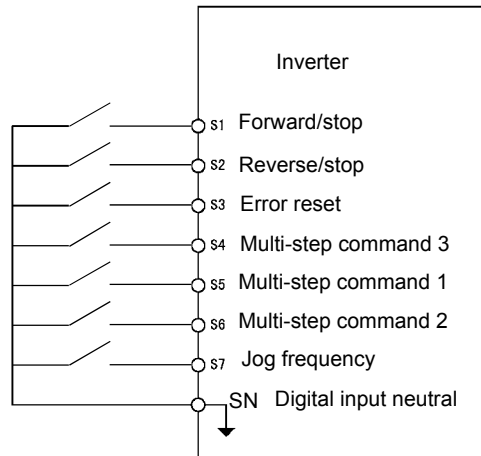 Inverter
S1 Forward/stop
S2 Reverse/stop
S3 Error reset
S4 Multi-step command 3
S5 Multi-step command 1
S6 Multi-step command 2
S7 Jog frequency
SN Digital input neutral